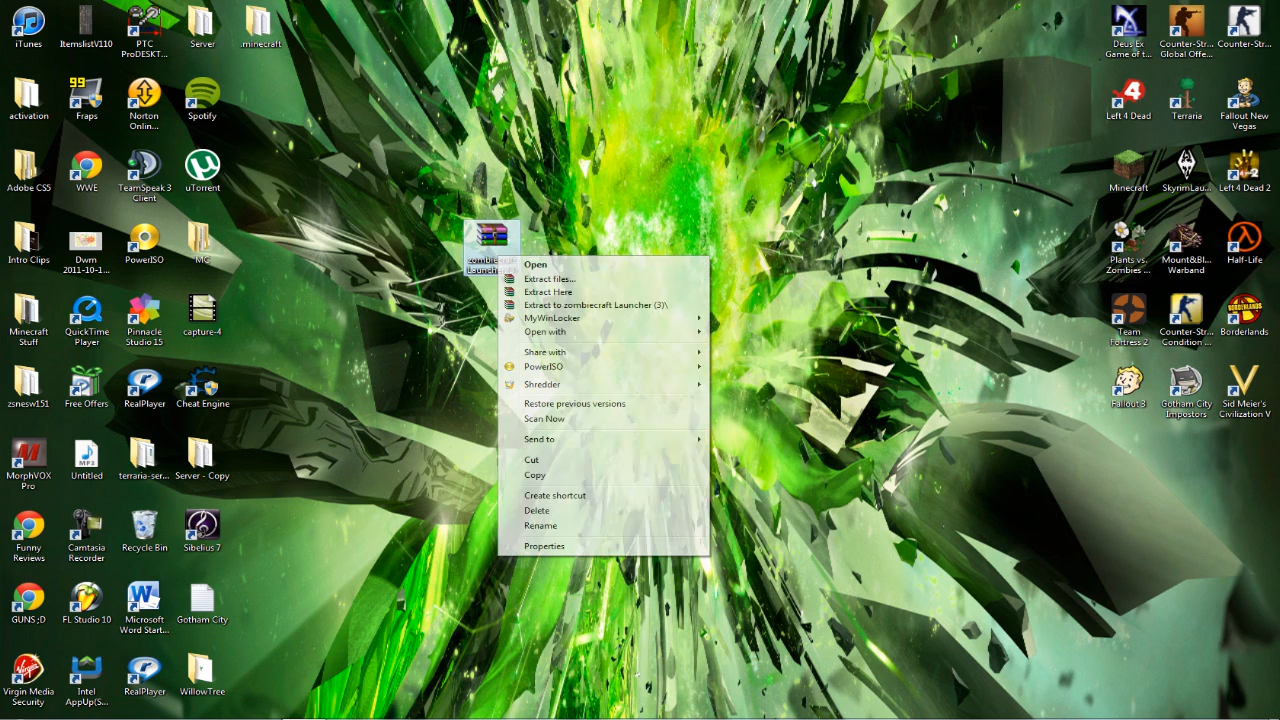 iTunes
ItemslistV110
PTC
ProDESKT...
Server
.minecraft
activation
99
Fraps
Norton
Onlin...
Spotify
Adobe CS5
WWE
TeamSpeak 3
Client
uTorrent
Intro Clips
Dwm
2011-10-1...
PowerISO
MC
Minecraft
Stuff
QuickTime
Player
Pinnacle
Studio 15
capture-4
zsnesw151
Free Offers
RealPlayer
Cheat Engine
MorphVOX
Pro
MP3
Untitled
terraria-ser...
Server - Copy
Funny
Reviews
Camtasia
Recorder
Recycle Bin
Sibelius 7
GUNS ;D
FL Studio 10
Microsoft
Word Start...
Gotham City
Virgin Media
Security
Intel
AppUp(S...
RealPlayer
WillowTree
Open
Extract files...
Extract Here
Extract to zombiecraft Launcher (3)\
MyWinLocker
Open with
Share with
PowerISO
Shredder
Restore previous versions
Scan Now
Send to
Cut
Copy
Create shortcut
Delete
Rename
Properties
Deus Ex
Game of t...
Counter-Str...
Global Offe...
Counter-Str...
Left 4 Dead
Terraria
Fallout New
Vegas
Minecraft
SkyrimLau...
Left 4 Dead 2
Plants vs.
Zombies ...
Mount&Bl...
Warband
Half-Life
Team
Fortress 2
Counter-Str...
Condition ...
Borderlands
Fallout 3
Gotham City
Impostors
Sid Meier's
Civilization V